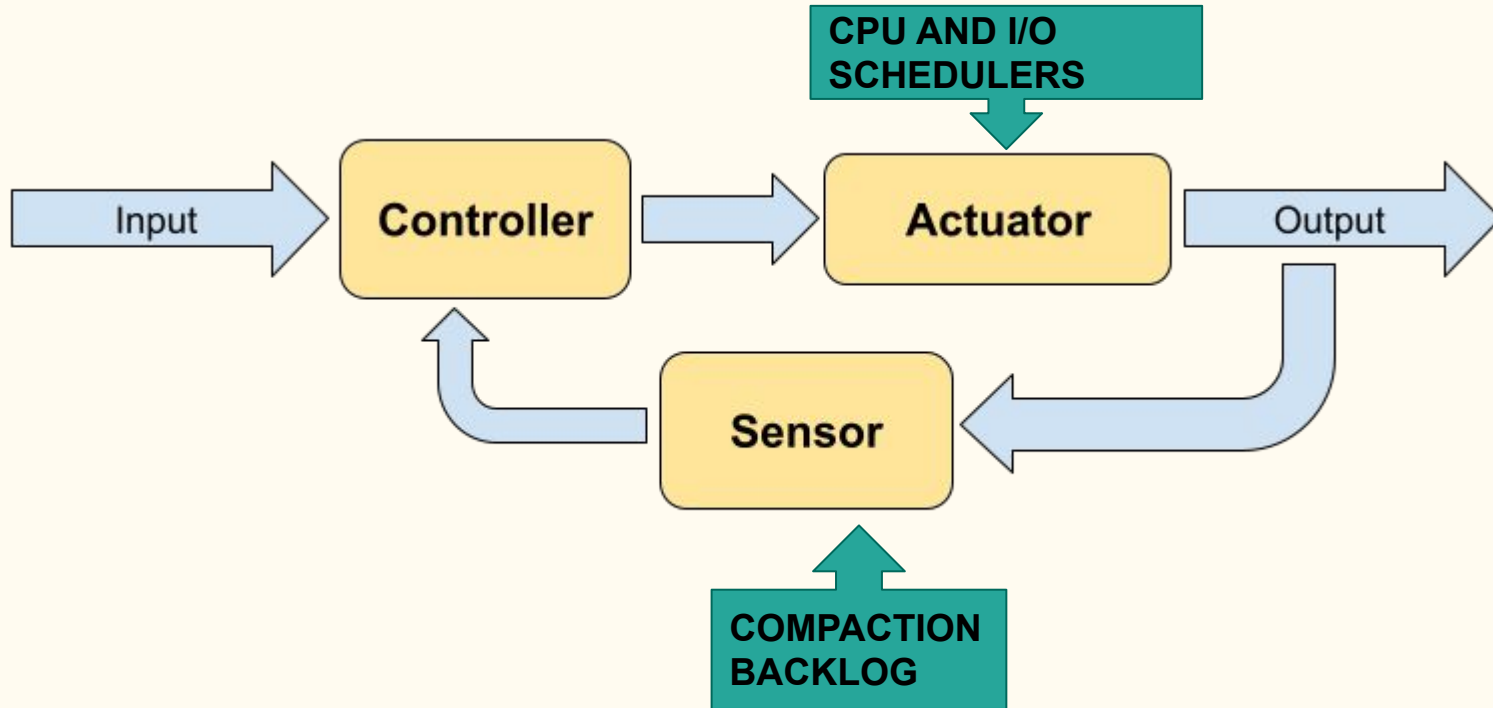 CPU AND I/O
SCHEDULERS
Input
Controller
Actuator
Output
Sensor
COMPACTION
BACKLOG